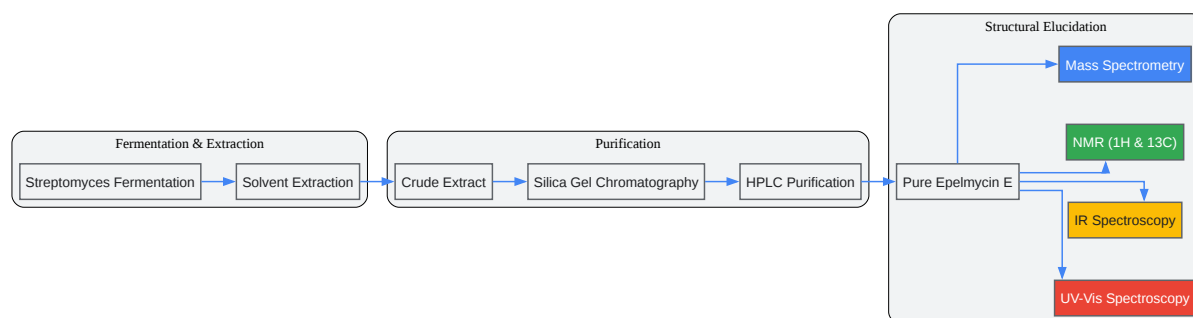 Structural Elucidation
Mass Spectrometry
Fermentation & Extraction
Purification
NMR (1H & 13C)
Streptomyces Fermentation
Solvent Extraction
Crude Extract
Silica Gel Chromatography
HPLC Purification
Pure Epelmycin E
IR Spectroscopy
UV-Vis Spectroscopy